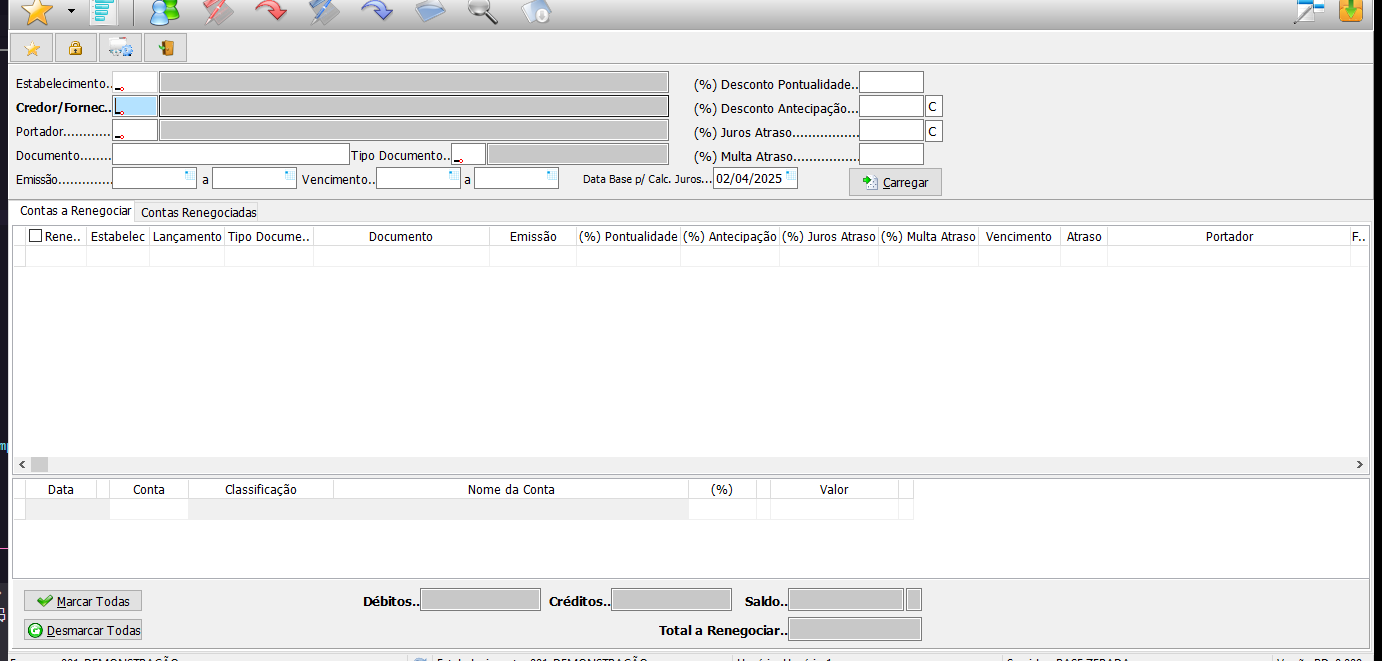 Estabelecimento.. (%) Desconto Pontualidade..
Credor/Fornec.. (%) Desconto Antecipação... C
Portador............ (%) Juros Atraso................. C
Documento........ Tipo Documento.. (%) Multa Atraso.................
Emissão............. a Vencimento.. a Data Base p/ Calc. Juros... 02/04/2025 Carregar
Contas a Renegociar Contas Renegociadas
Rene.. Estabelec Lançamento Tipo Docume.. Documento Emissão (%) Pontualidade (%) Antecipação (%) Juros Atraso (%) Multa Atraso Vencimento Atraso Portador F..
Data Conta Classificação Nome da Conta (%) Valor
Marcar Todas Débitos.. Créditos.. Saldo..
Desmarcar Todas Total a Renegociar..